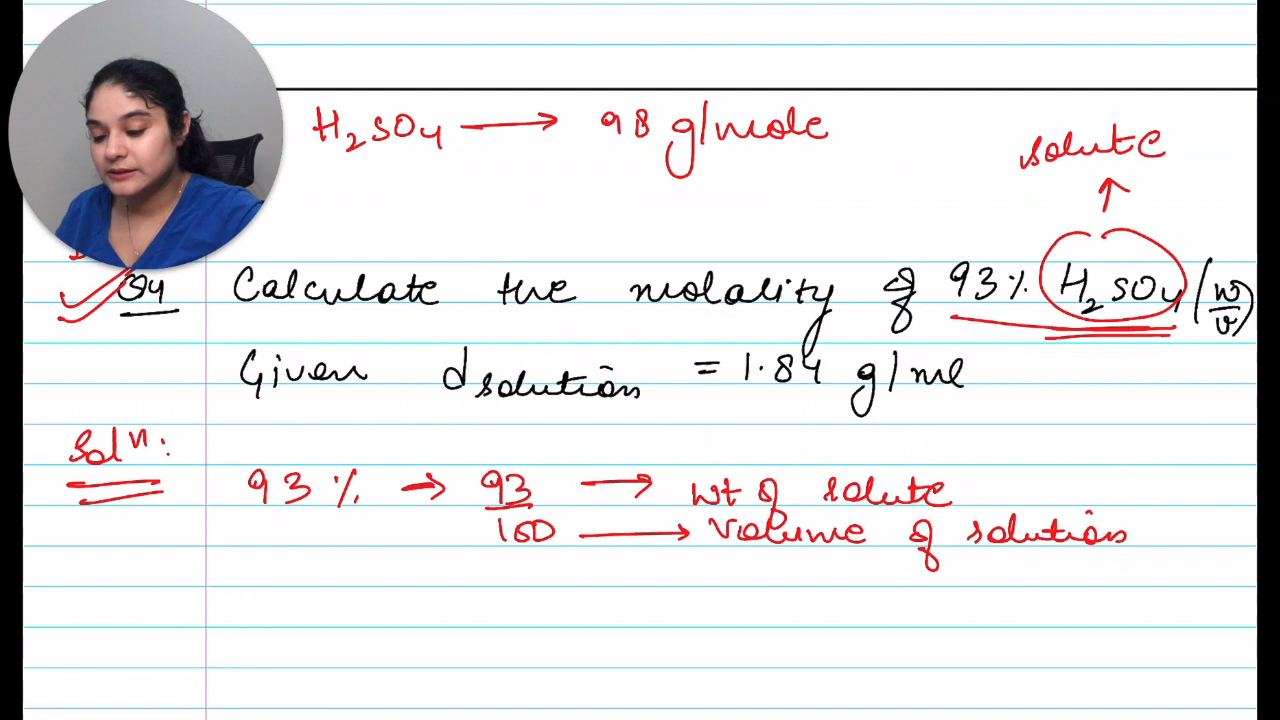 H₂SO₄ → 98 g/mole
solute
↑
Q4 Calculate the molality of 93% H₂SO₄ (w/v)
Given d solution = 1.84 g/ml
Solⁿ:
93% → 93 → wt of solute
100 → volume of solution